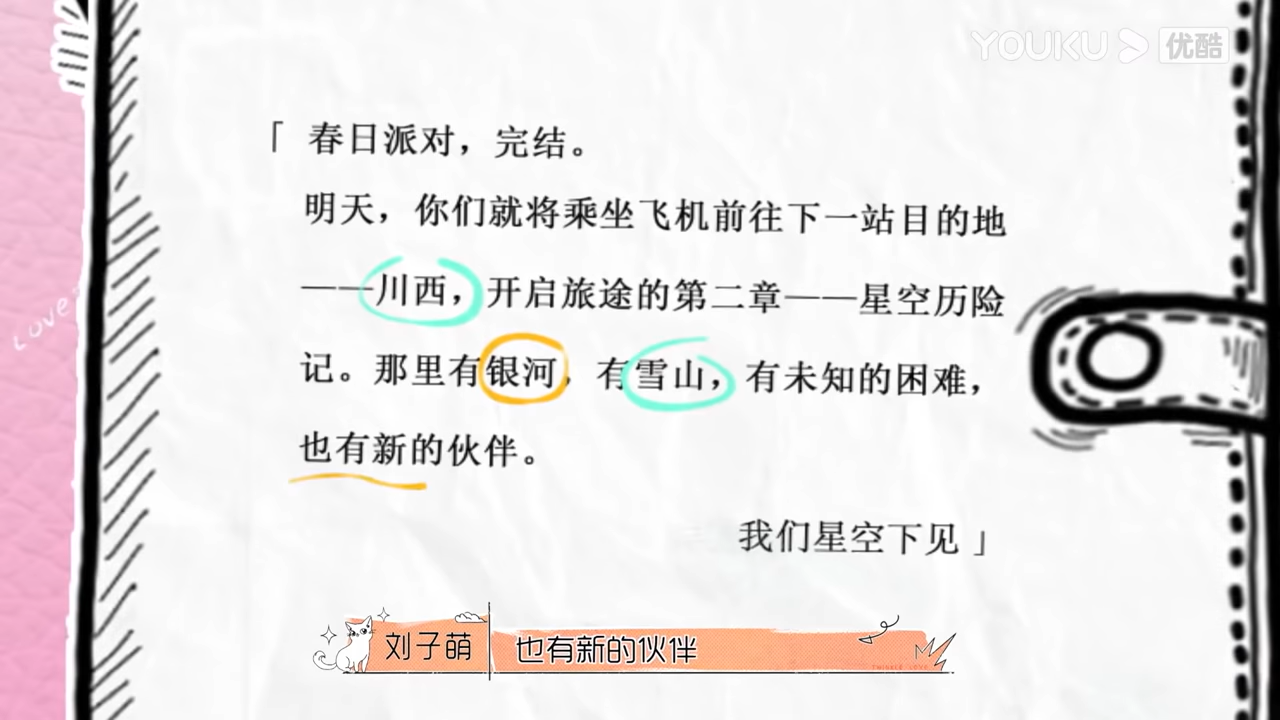 YOUKU 优酷
「 春日派对，完结。
明天，你们就将乘坐飞机前往下一站目的地
——川西，开启旅途的第二章——星空历险
记。那里有银河，有雪山，有未知的困难，
也有新的伙伴。
我们星空下见 」
Love
刘子萌 也有新的伙伴
TWINKLE LOVE